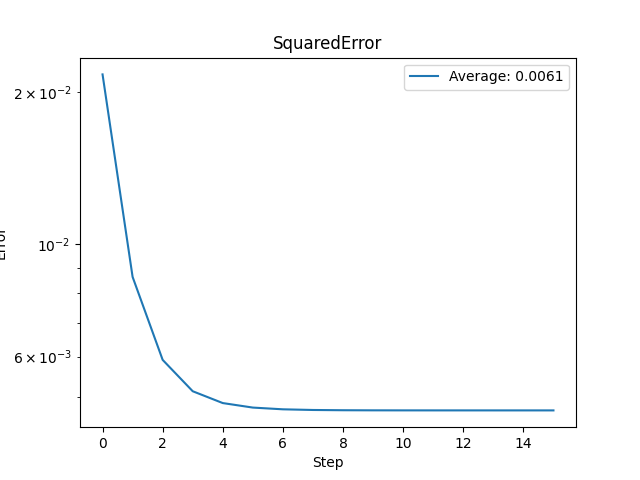 SquaredError
Average: 0.0061
2 × 10⁻²
10⁻²
6 × 10⁻³
Error
0 2 4 6 8 10 12 14
Step